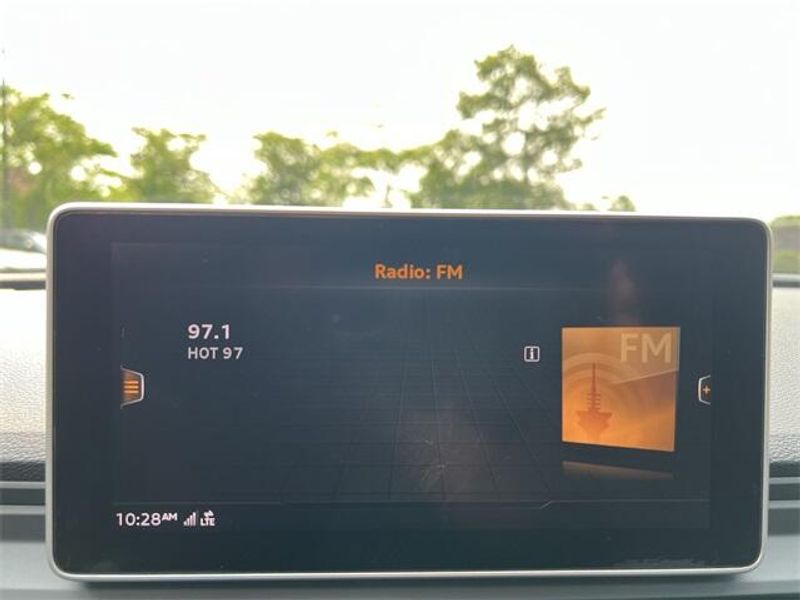 Radio: FM
97.1
HOT 97
i
FM
+
10:28AM LTE